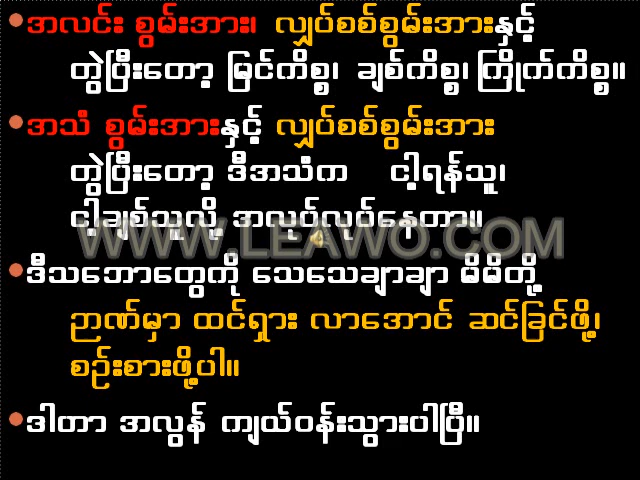 အလင်း စွမ်းအား၊ လျှပ်စစ်စွမ်းအားနှင့်
တွဲပြီးတော့ မြင်ကိစ္စ၊ ချစ်ကိစ္စ၊ ကြိုက်ကိစ္စ။
အသံ စွမ်းအားနှင့် လျှပ်စစ်စွမ်းအား
တွဲပြီးတော့ ဒီအသံက ငါ့ရန်သူ၊
ငါ့ချစ်သူလို့ အလုပ်လုပ်နေတာ။
WWW.LEAWO.COM
ဒီသဘောတွေကို သေသေချာချာ မိမိတို့
ဉာဏ်မှာ ထင်ရှား လာအောင် ဆင်ခြင်ဖို့၊
စဉ်းစားဖို့ပါ။
ဒါတာ အလွန် ကျယ်ဝန်းသွားပါပြီ။